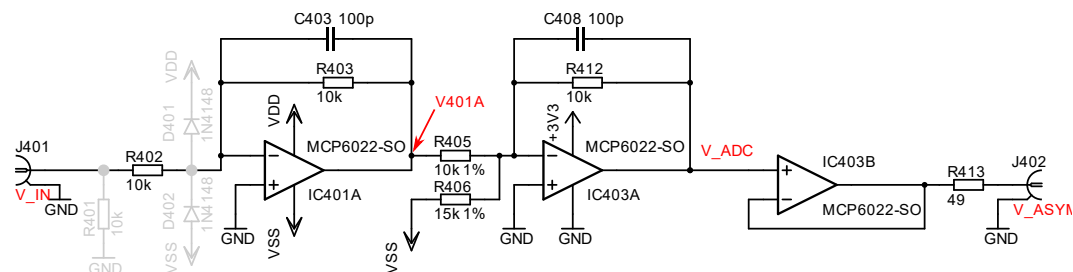 C403 100p
C408 100p
R403
10k
R412
10k
VDD
VDD
+3V3
V401A
D401
1N4148
MCP6022-SO
R405
10k 1%
MCP6022-SO
V_ADC
IC403B
J401
R402
10k
R413
49
J402
V_IN
GND
R401
10k
D402
1N4148
IC401A
R406
15k 1%
IC403A
MCP6022-SO
V_ASYM
GND
VSS
GND
VSS
VSS
GND
GND
GND